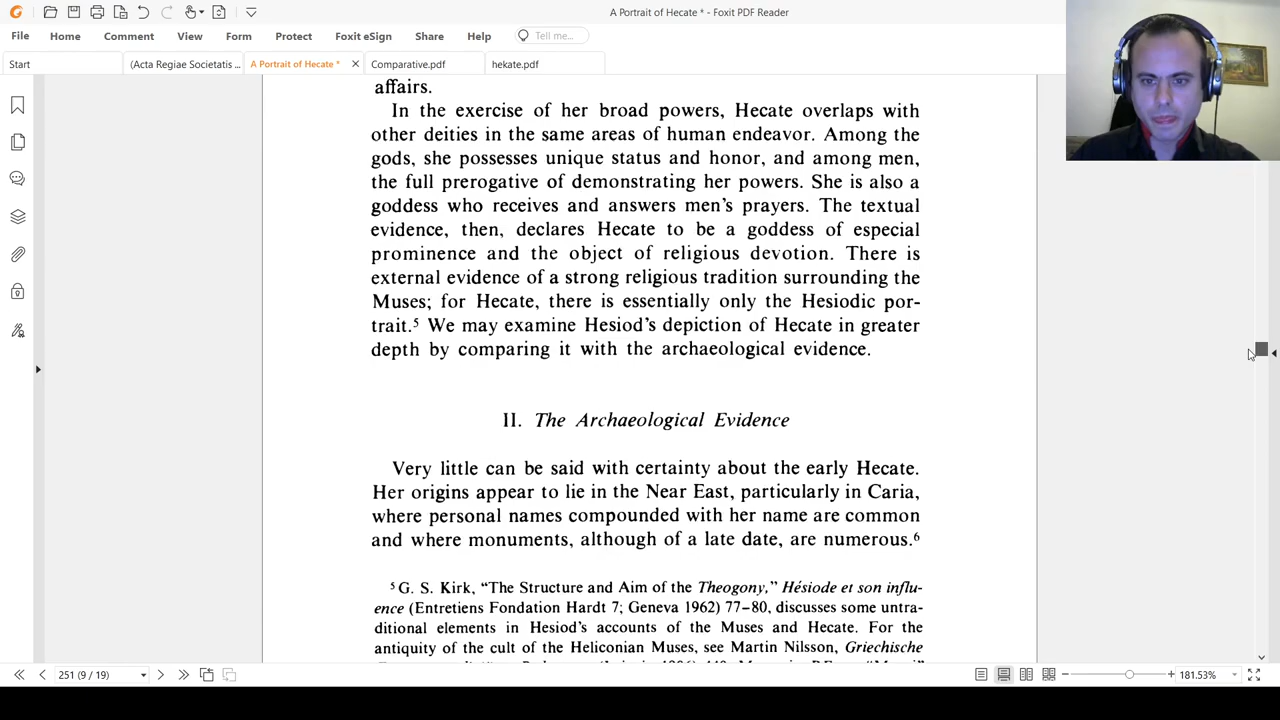 A Portrait of Hecate * - Foxit PDF Reader
File Home Comment View Form Protect Foxit eSign Share Help Tell me...
Start (Acta Regiae Societatis ... A Portrait of Hecate * Comparative.pdf hekate.pdf
affairs.
In the exercise of her broad powers, Hecate overlaps with
other deities in the same areas of human endeavor. Among the
gods, she possesses unique status and honor, and among men,
the full prerogative of demonstrating her powers. She is also a
goddess who receives and answers men's prayers. The textual
evidence, then, declares Hecate to be a goddess of especial
prominence and the object of religious devotion. There is
external evidence of a strong religious tradition surrounding the
Muses; for Hecate, there is essentially only the Hesiodic por-
trait.⁵ We may examine Hesiod's depiction of Hecate in greater
depth by comparing it with the archaeological evidence.
II. The Archaeological Evidence
Very little can be said with certainty about the early Hecate.
Her origins appear to lie in the Near East, particularly in Caria,
where personal names compounded with her name are common
and where monuments, although of a late date, are numerous.⁶
⁵ G. S. Kirk, "The Structure and Aim of the Theogony," Hésiode et son influ-
ence (Entretiens Fondation Hardt 7; Geneva 1962) 77–80, discusses some untra-
ditional elements in Hesiod's accounts of the Muses and Hecate. For the
antiquity of the cult of the Heliconian Muses, see Martin Nilsson, Griechische
251 (9 / 19) 181.53%